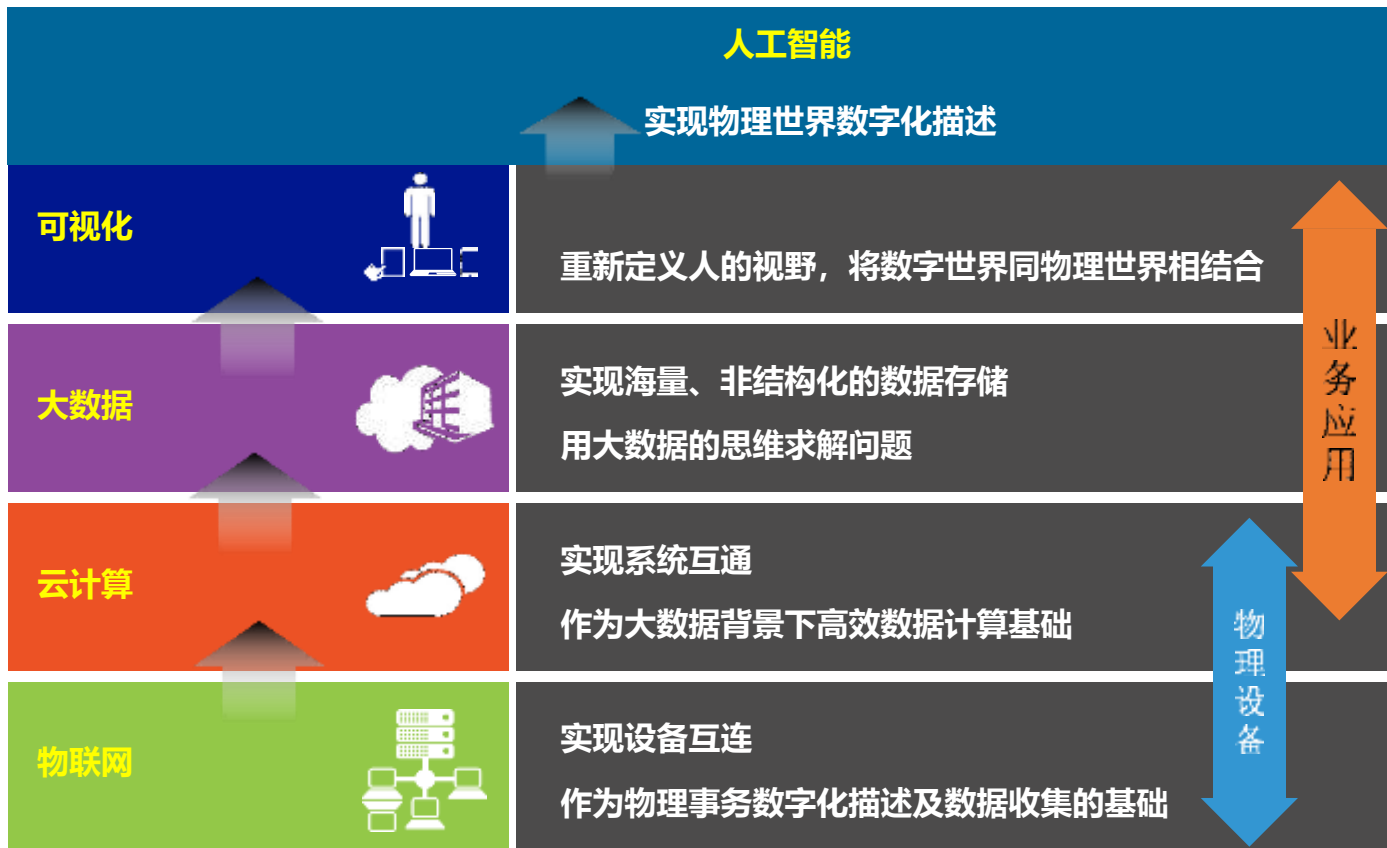 人工智能
实现物理世界数字化描述
可视化
重新定义人的视野，将数字世界同物理世界相结合
大数据
实现海量、非结构化的数据存储
用大数据的思维求解问题
云计算
实现系统互通
作为大数据背景下高效数据计算基础
物联网
实现设备互连
作为物理事务数字化描述及数据收集的基础
业务应用
物理设备